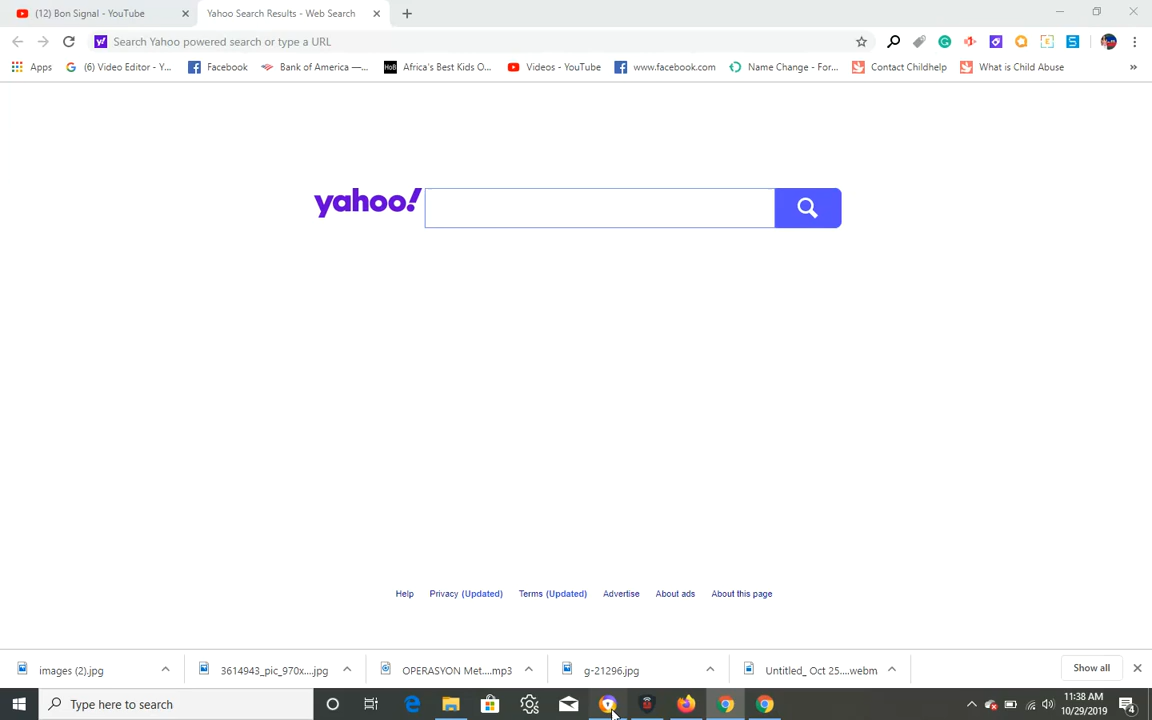 (12) Bon Signal - YouTube
Yahoo Search Results - Web Search
Search Yahoo powered search or type a URL
Apps
(6) Video Editor - Y...
Facebook
Bank of America —...
HoB
Africa's Best Kids O...
Videos - YouTube
www.facebook.com
Name Change - For...
Contact Childhelp
What is Child Abuse
»
yahoo!
Help
Privacy (Updated)
Terms (Updated)
Advertise
About ads
About this page
images (2).jpg
3614943_pic_970x....jpg
OPERASYON Met....mp3
g-21296.jpg
Untitled_ Oct 25....webm
Show all
Type here to search
11:38 AM
10/29/2019
4